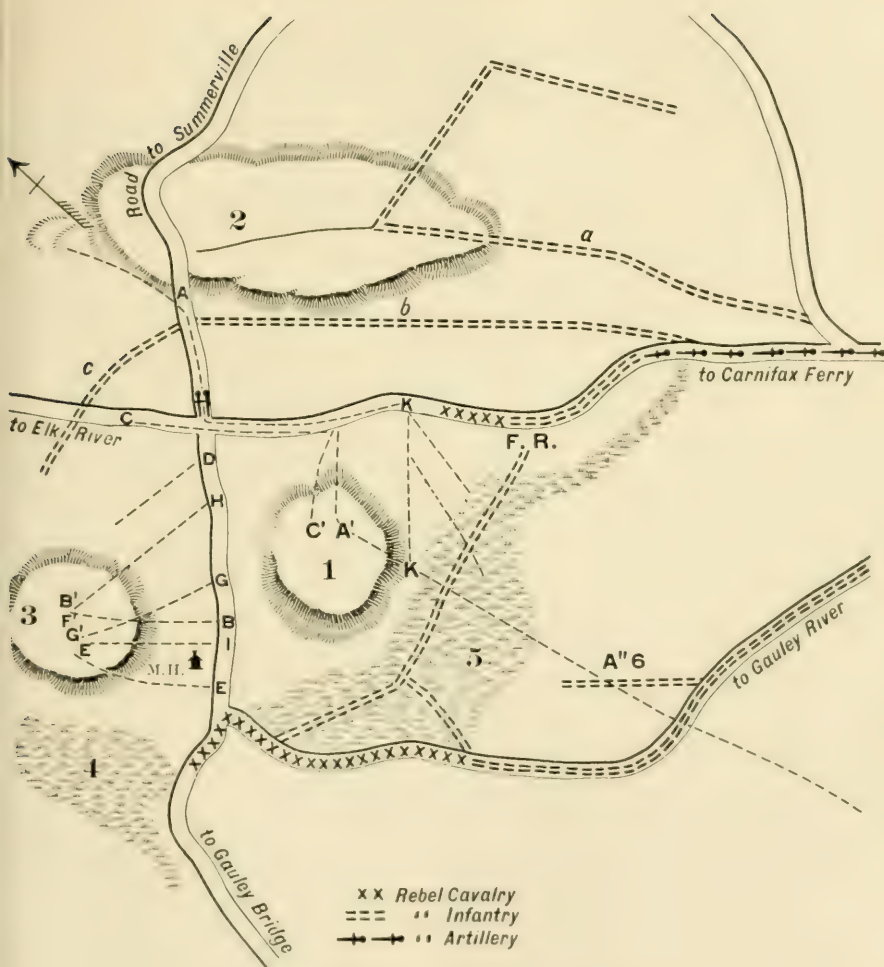 Road to Summerville
2
a
A
b
c
H
to Carnifax Ferry
C
K
to Elk River
F. R.
D
H
C' A'
1
K
G
B'
3
F'
B
G'
I
E'
5
A" 6
M.H.
E
to Gauley River
4
to Gauley Bridge
x x Rebel Cavalry
" Infantry
" Artillery